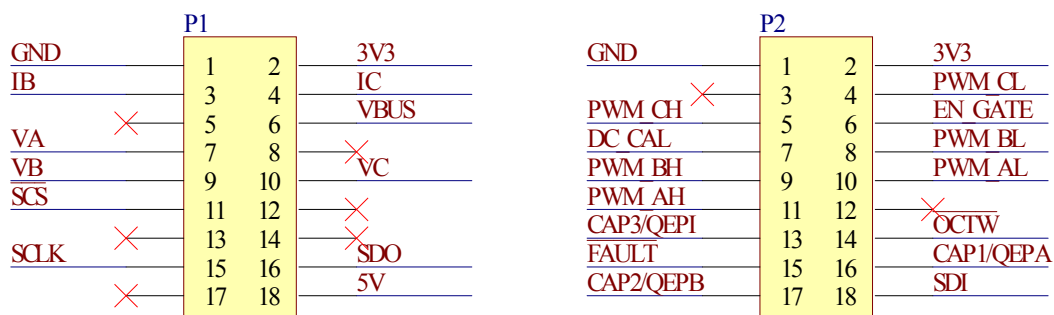 P1 P2
GND 3V3 GND 3V3
1 2 1 2
IB IC PWM_CL
3 4 3 4
VBUS PWM_CH EN_GATE
5 6 5 6
VA DC_CAL PWM_BL
7 8 7 8
VB VC PWM_BH PWM_AL
9 10 9 10
SCS PWM_AH
11 12 11 12
CAP3/QEPI OCTW
13 14 13 14
SCLK SDO FAULT CAP1/QEPA
15 16 15 16
5V CAP2/QEPB SDI
17 18 17 18